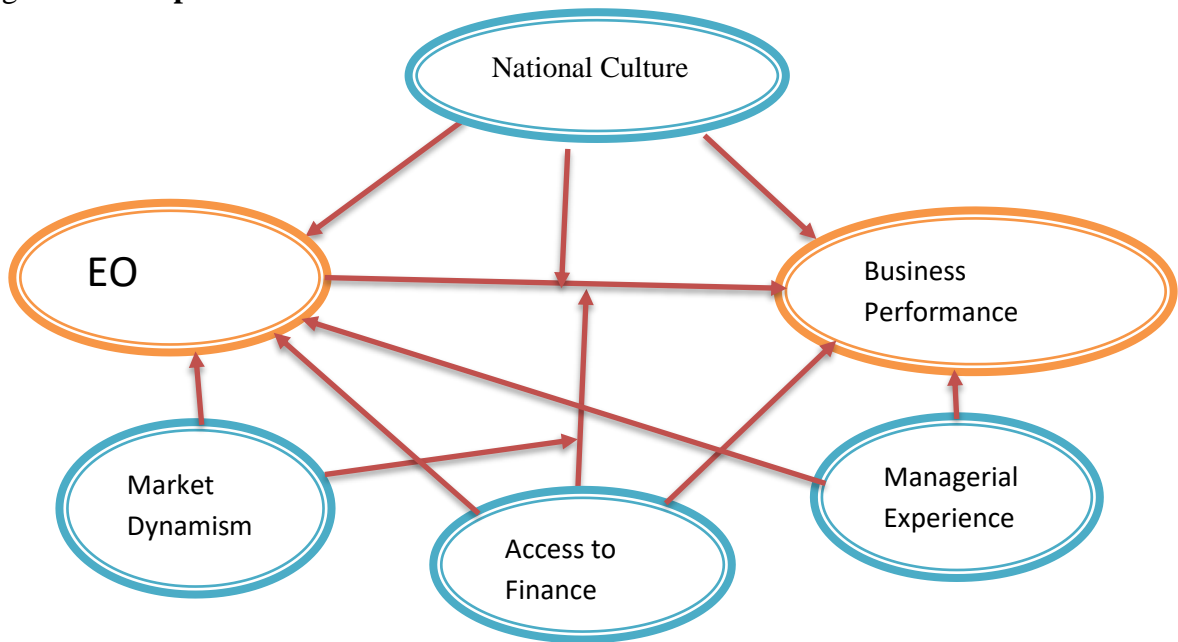 National Culture
EO
Business
Performance
Market
Dynamism
Managerial
Experience
Access to
Finance